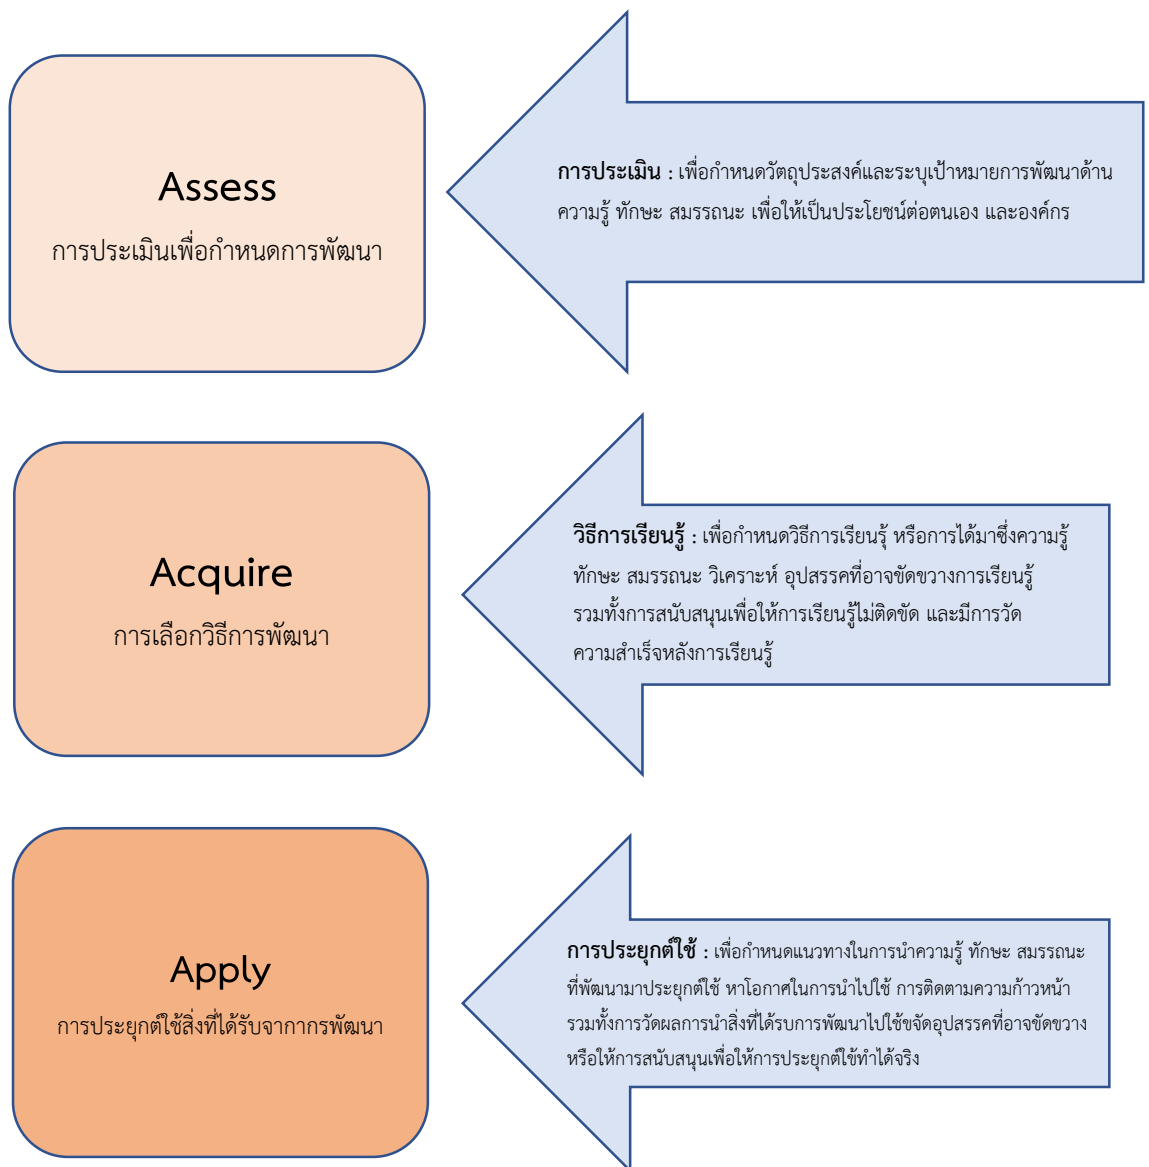 Assess
การประเมินเพื่อกำหนดการพัฒนา
การประเมิน : เพื่อกำหนดวัตถุประสงค์และระบุเป้าหมายการพัฒนาด้าน
ความรู้ ทักษะ สมรรถนะ เพื่อให้เป็นประโยชน์ต่อตนเอง และองค์กร
Acquire
การเลือกวิธีการพัฒนา
วิธีการเรียนรู้ : เพื่อกำหนดวิธีการเรียนรุ้ หรือการได้มาซึ่งความรู้
ทักษะ สมรรถนะ วิเคราะห์ อุปสรรคที่อาจขัดขวางการเรียนรู้
รวมทั้งการสนับสนุนเพื่อให้การเรียนรู้ไม่ติดขัด และมีการวัด
ความสำเร็จหลังการเรียนรู้
Apply
การประยุกต์ใช้สิ่งที่ได้รับจากากรพัฒนา
การประยุกต์ใช้ : เพื่อกำหนดแนวทางในการนำความรู้ ทักษะ สมรรถนะ
ที่พัฒนามาประยุกต์ใช้ หาโอกาศในการนำไปใช้ การติดตามความก้าวหน้า
รวมทั้งการวัดผลการนำสิ่งที่ได้รบการพัฒนาไปใช้ขจัดอุปสรรคที่อาจขัดขวาง
หรือให้การสนับสนุนเพื่อให้การประยุกต์ใข้ทำได้จริง